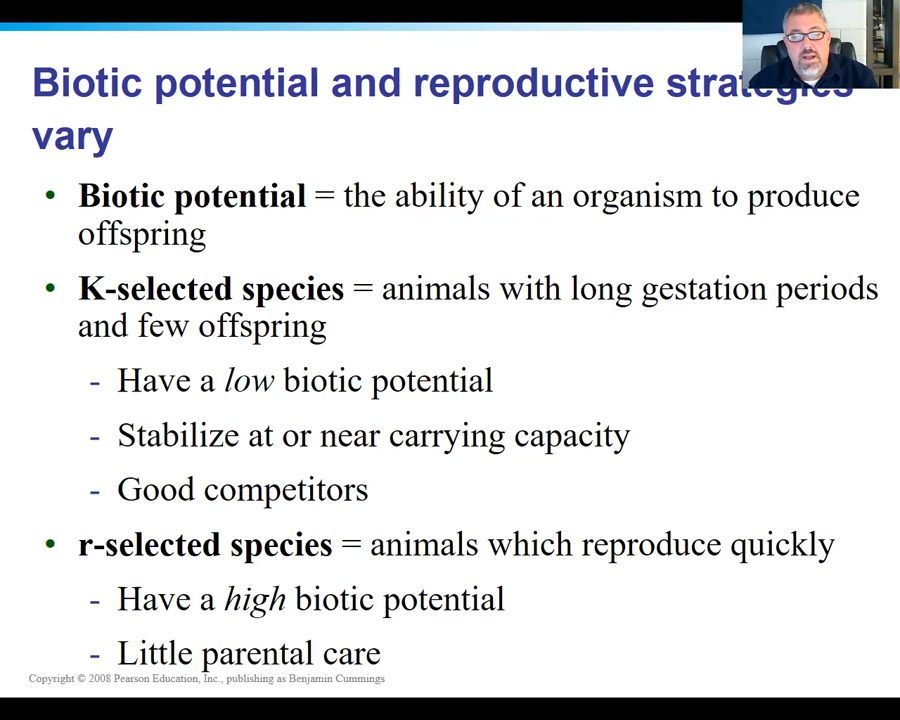 Biotic potential and reproductive strategies
vary
• Biotic potential = the ability of an organism to produce
offspring
• K-selected species = animals with long gestation periods
and few offspring
- Have a low biotic potential
- Stabilize at or near carrying capacity
- Good competitors
• r-selected species = animals which reproduce quickly
- Have a high biotic potential
- Little parental care
Copyright © 2008 Pearson Education, Inc., publishing as Benjamin Cummings